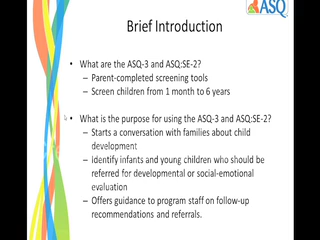 ASQ
Brief Introduction
• What are the ASQ-3 and ASQ:SE-2?
– Parent-completed screening tools
– Screen children from 1 month to 6 years
• What is the purpose for using the ASQ-3 and ASQ:SE-2?
– Starts a conversation with families about child
development
– Identify infants and young children who should be
referred for developmental or social-emotional
evaluation
– Offers guidance to program staff on follow-up
recommendations and referrals.